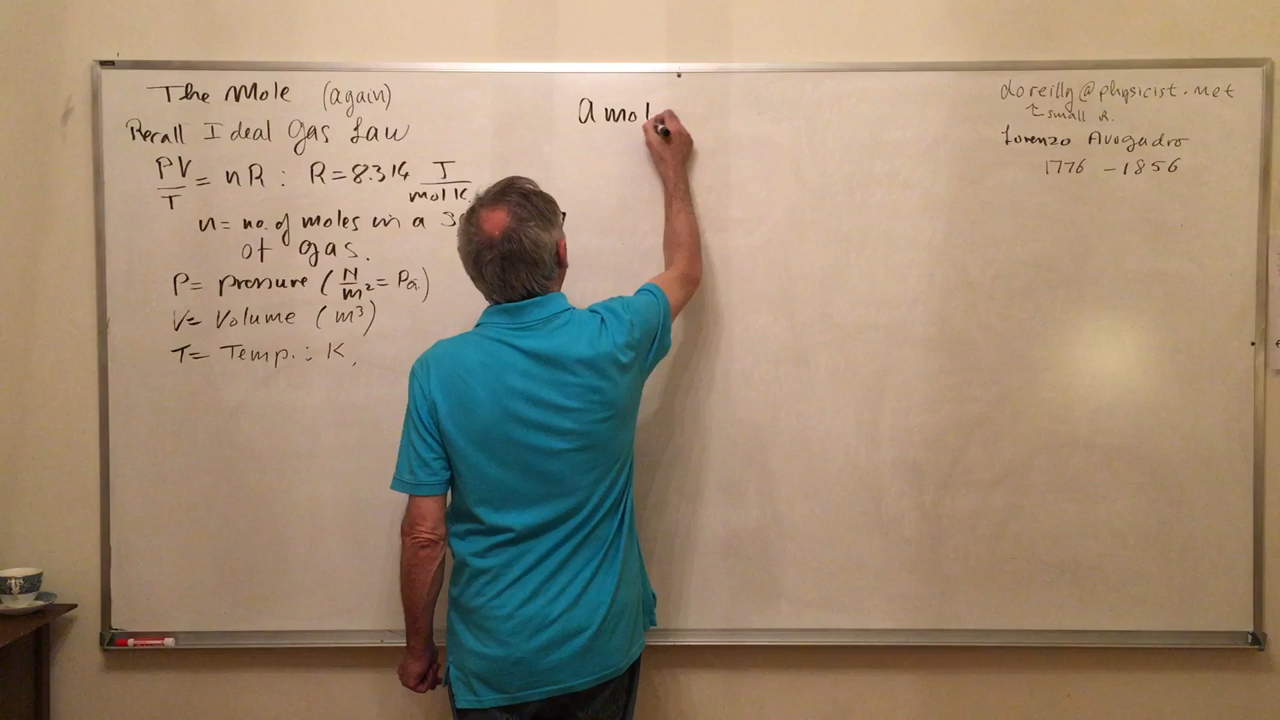 The Mole (again)
Recall Ideal Gas Law
PV/T = nR : R = 8.314 J/mol K.
n = no. of moles in a
of gas.
P = pressure (N/m² = Pa.)
V = Volume (m³)
T = Temp. : K.
a mol
doreilly@physicist.net
↑ small
Lorenzo Avogadro
1776 – 1856